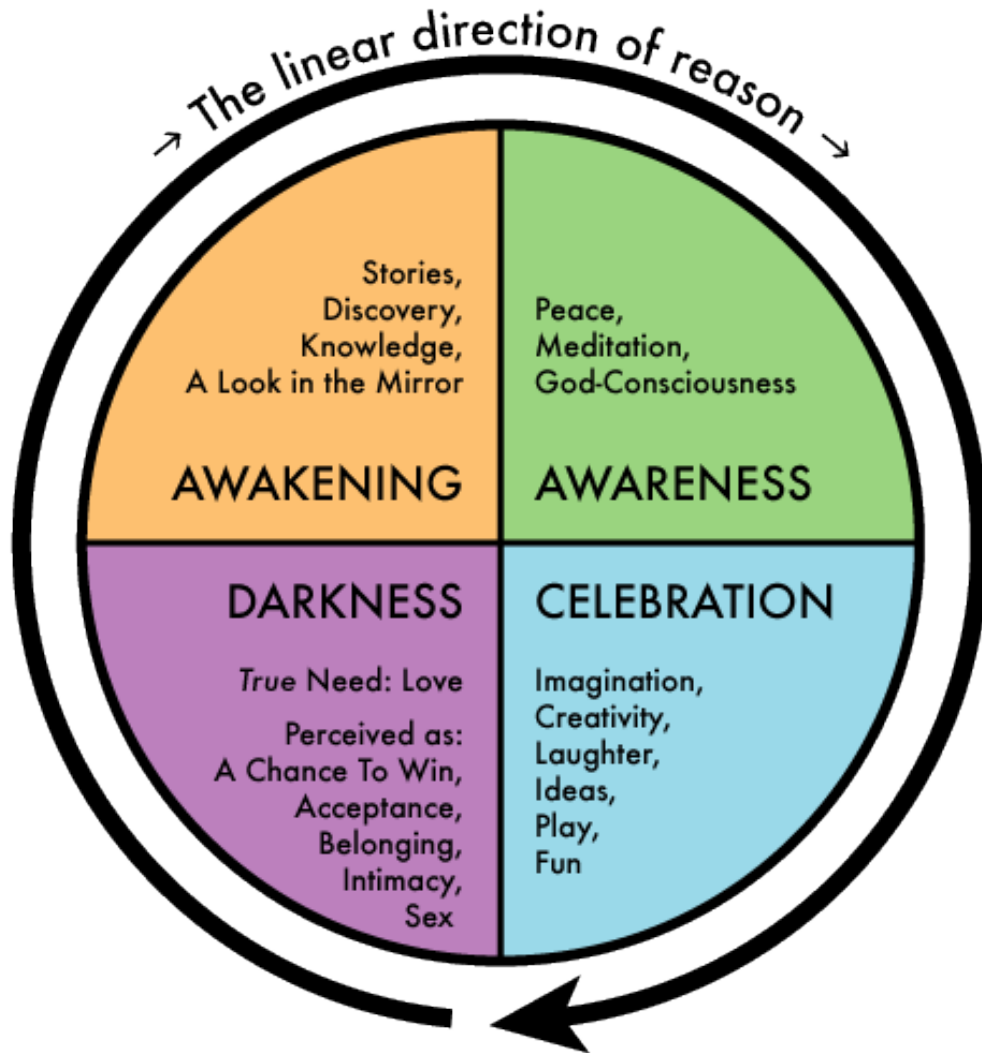 → The linear direction of reason →
Stories,
Discovery,
Knowledge,
A Look in the Mirror
AWAKENING
Peace,
Meditation,
God-Consciousness
AWARENESS
DARKNESS
True Need: Love
Perceived as:
A Chance To Win,
Acceptance,
Belonging,
Intimacy,
Sex
CELEBRATION
Imagination,
Creativity,
Laughter,
Ideas,
Play,
Fun